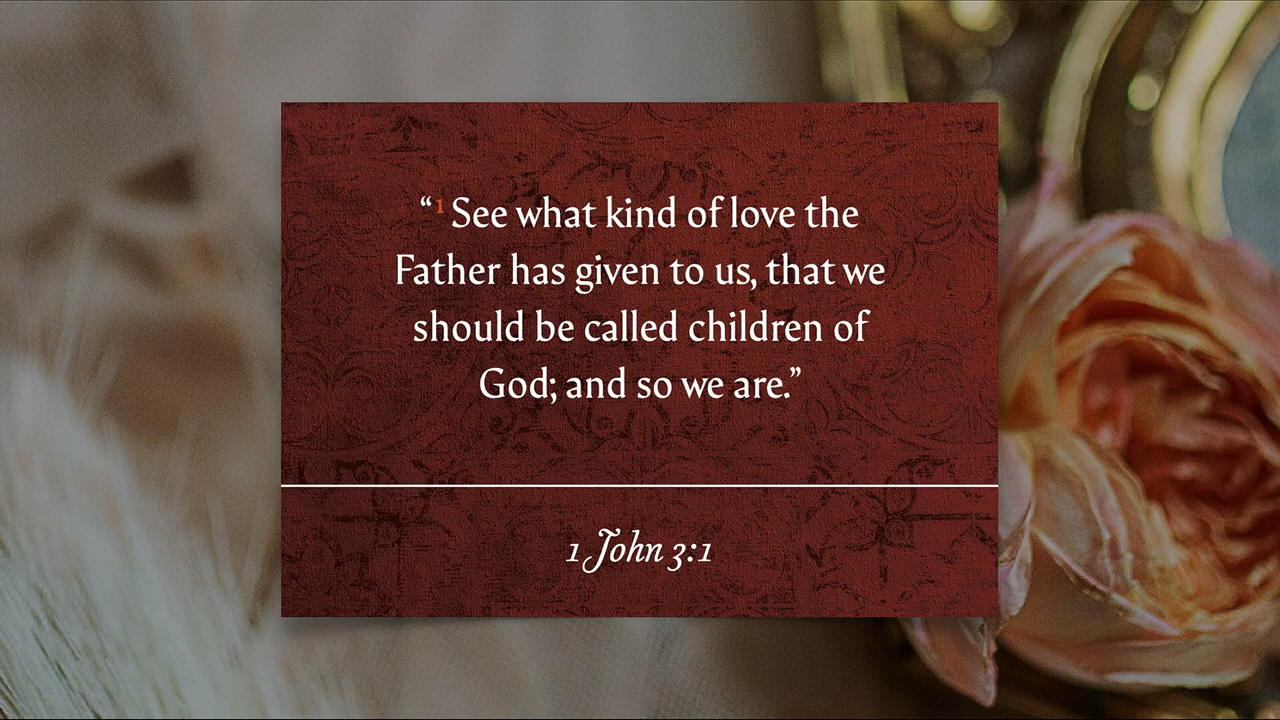 “1 See what kind of love the
Father has given to us, that we
should be called children of
God; and so we are.”
1 John 3:1